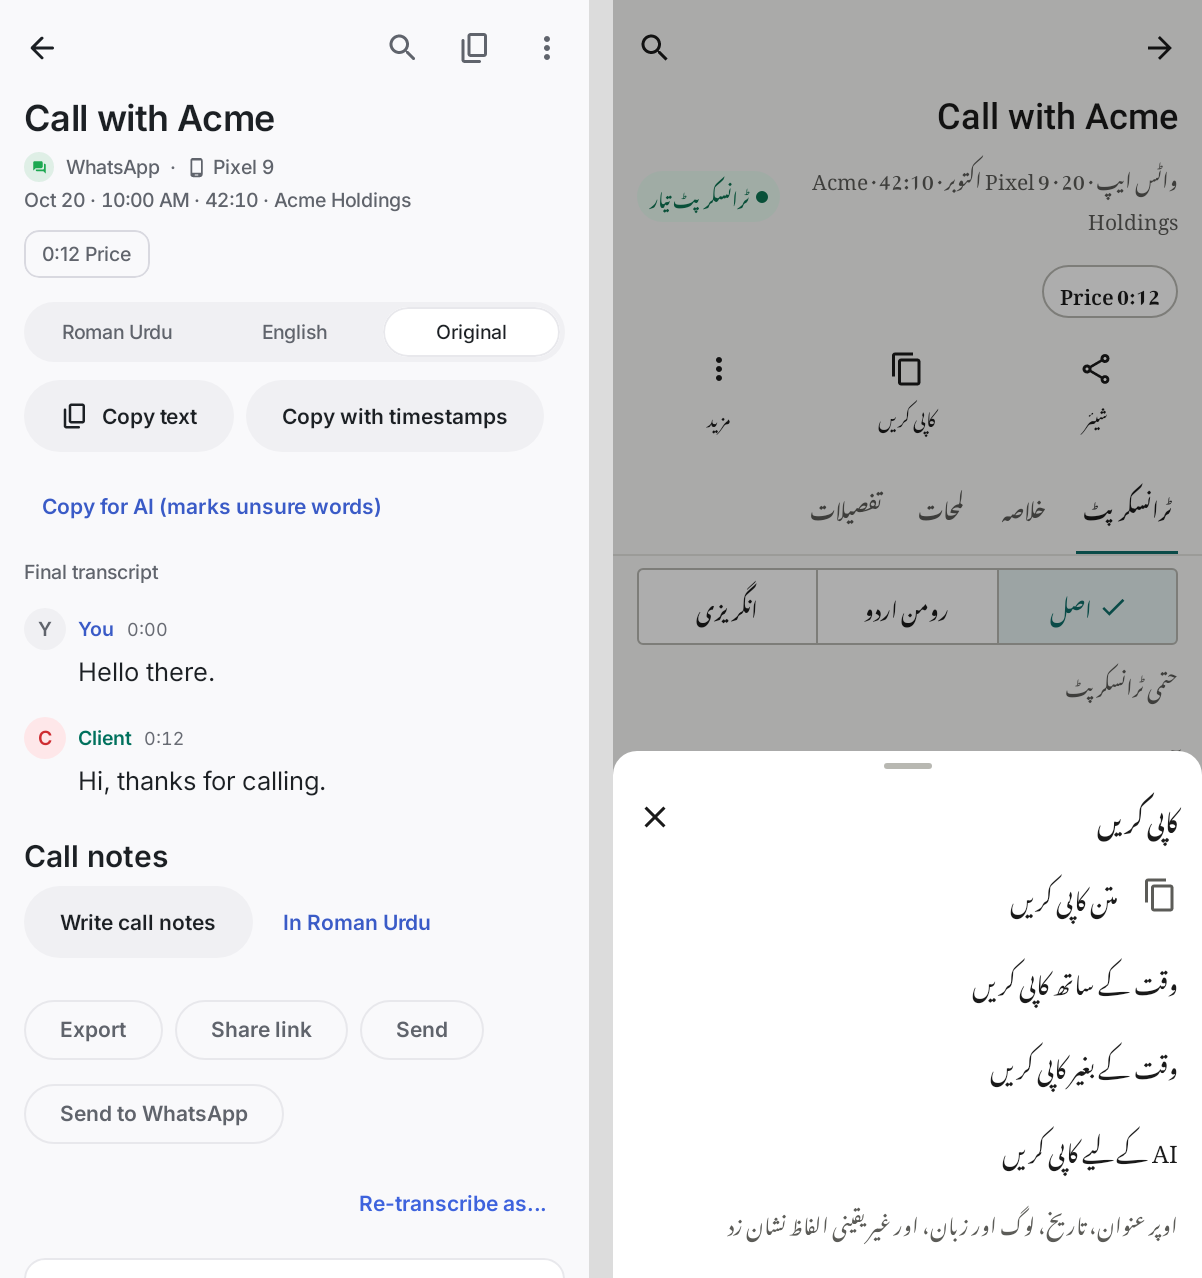 Call with Acme
WhatsApp · Pixel 9
Oct 20 · 10:00 AM · 42:10 · Acme Holdings
0:12 Price
Roman Urdu
English
Original
Copy text
Copy with timestamps
Copy for AI (marks unsure words)
Final transcript
Y You 0:00
Hello there.
C Client 0:12
Hi, thanks for calling.
Call notes
Write call notes
In Roman Urdu
Export
Share link
Send
Send to WhatsApp
Re-transcribe as...
Call with Acme
واٹس ایپ · Pixel 9 · 20 اکتوبر · 42:10 · Acme
Holdings
ٹرانسکرپٹ تیار
Price 0:12
شیئر
کاپی کریں
مزید
ٹرانسکرپٹ
خلاصہ
لمحات
تفصیلات
اصل
رومن اردو
انگریزی
حتمی ٹرانسکرپٹ
کاپی کریں
متن کاپی کریں
وقت کے ساتھ کاپی کریں
وقت کے بغیر کاپی کریں
AI کے لیے کاپی کریں
اوپر عنوان، تاریخ، لوگ اور زبان، اور غیر یقینی الفاظ نشان زد